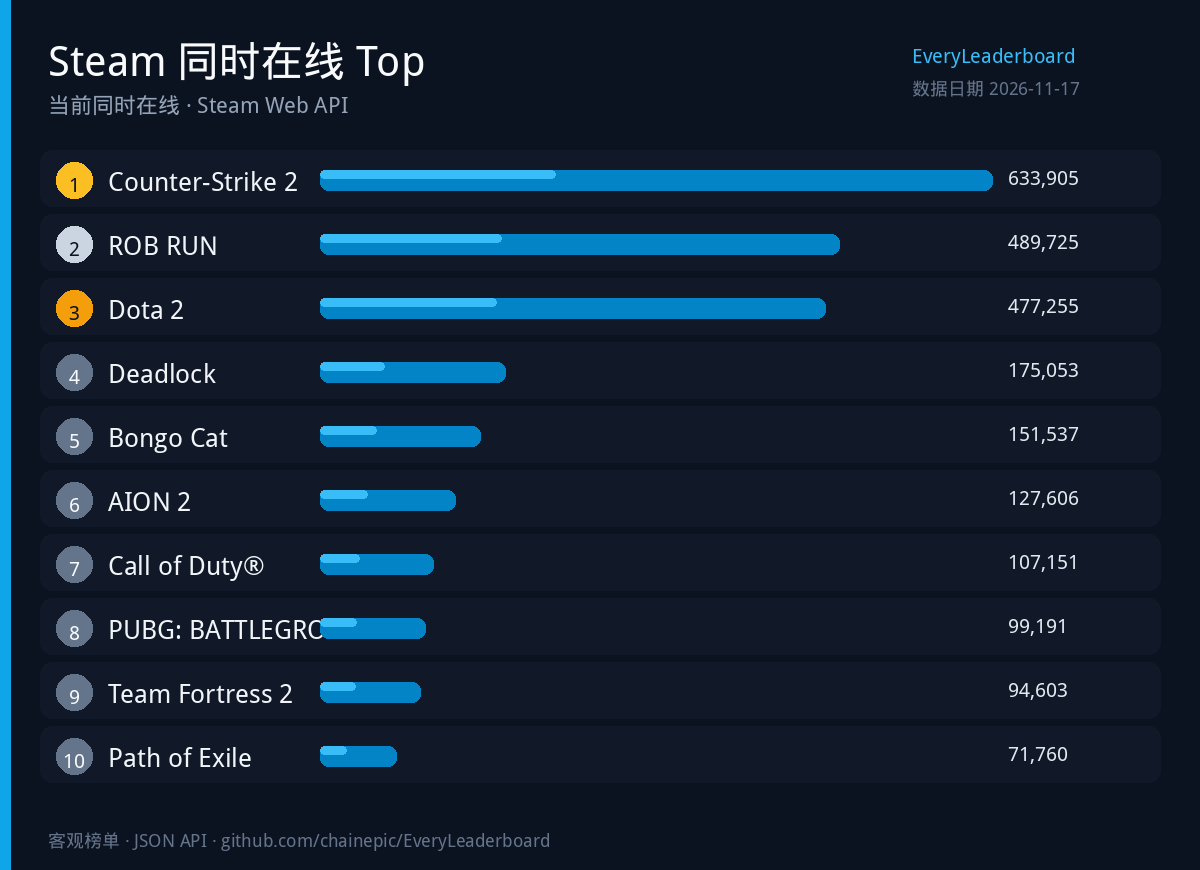 Steam 同时在线 Top
当前同时在线 · Steam Web API
EveryLeaderboard
数据日期 2026-11-17
1 Counter-Strike 2 633,905
2 ROB RUN 489,725
3 Dota 2 477,255
4 Deadlock 175,053
5 Bongo Cat 151,537
6 AION 2 127,606
7 Call of Duty® 107,151
8 PUBG: BATTLEGRO 99,191
9 Team Fortress 2 94,603
10 Path of Exile 71,760
客观榜单 · JSON API · github.com/chainepic/EveryLeaderboard